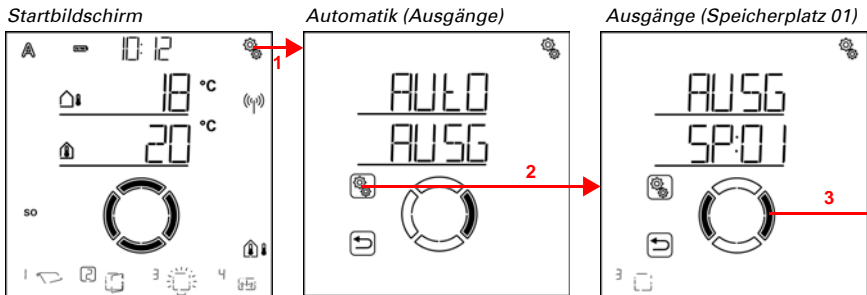 Startbildschirm
Automatik (Ausgänge)
Ausgänge (Speicherplatz 01)
A 10:12
1
18 °C
20 °C
SO
1 2 3 4
AUtO
AUSG
2
AUSG
SP:01
3
3